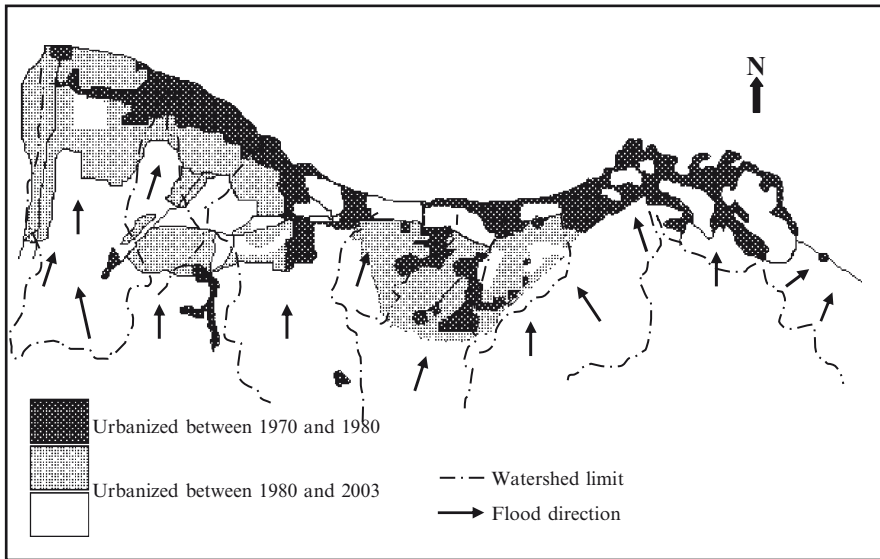 N
Urbanized between 1970 and 1980
Urbanized between 1980 and 2003
Watershed limit
Flood direction